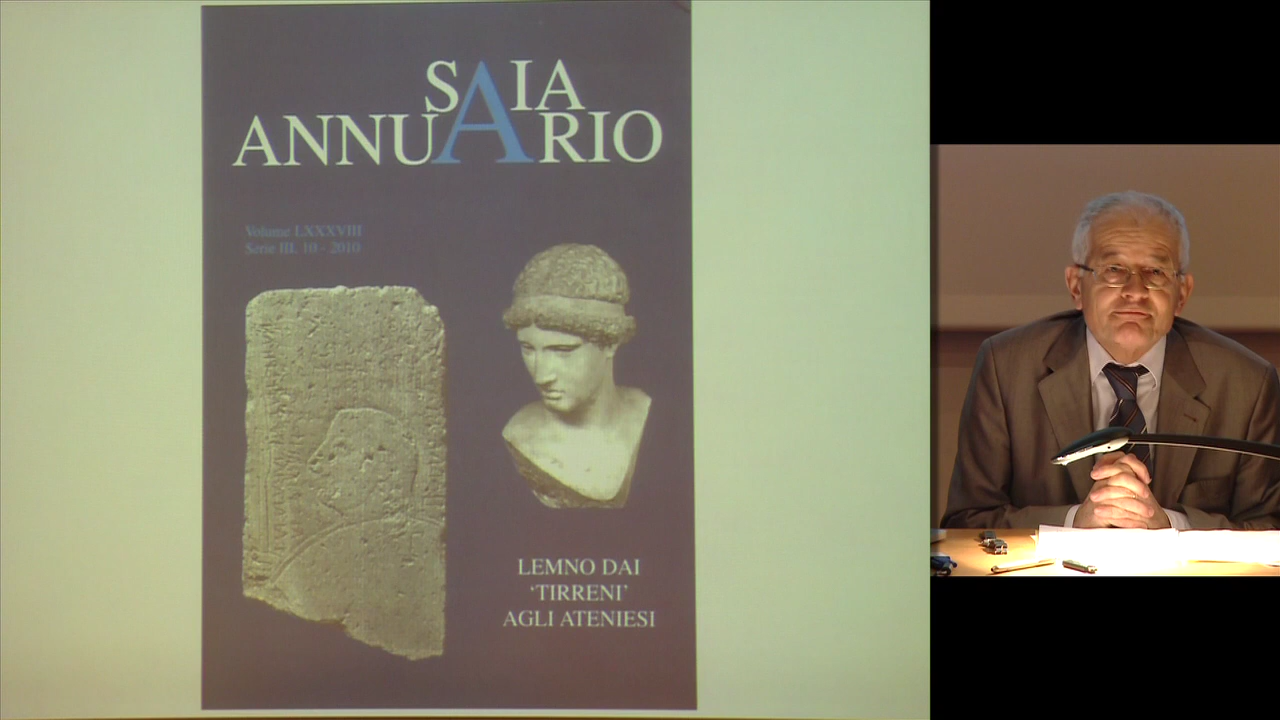 SAIA
ANNUARIO
Volume LXXXVIII
Serie III, 10 - 2010
LEMNO DAI
‘TIRRENI’
AGLI ATENIESI